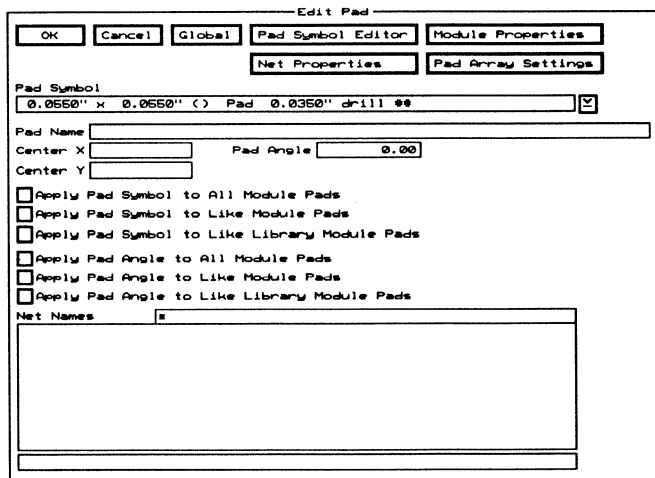 Edit Pad
OK Cancel Global Pad Symbol Editor Module Properties
Net Properties Pad Array Settings
Pad Symbol
0.0550" x 0.0550" () Pad 0.0350" drill **
Pad Name
Center X Pad Angle 0.00
Center Y
Apply Pad Symbol to All Module Pads
Apply Pad Symbol to Like Module Pads
Apply Pad Symbol to Like Library Module Pads
Apply Pad Angle to All Module Pads
Apply Pad Angle to Like Module Pads
Apply Pad Angle to Like Library Module Pads
Net Names *